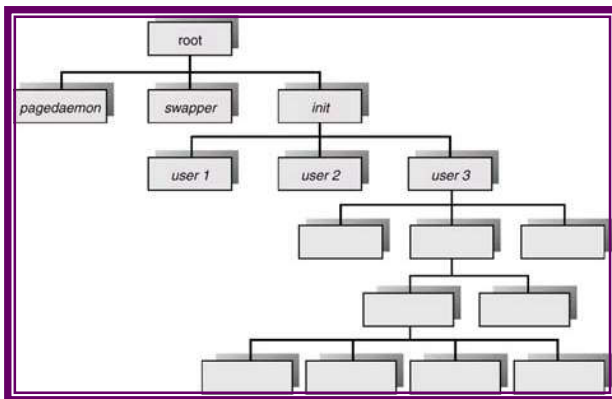 root
pagedaemon swapper init
user 1 user 2 user 3